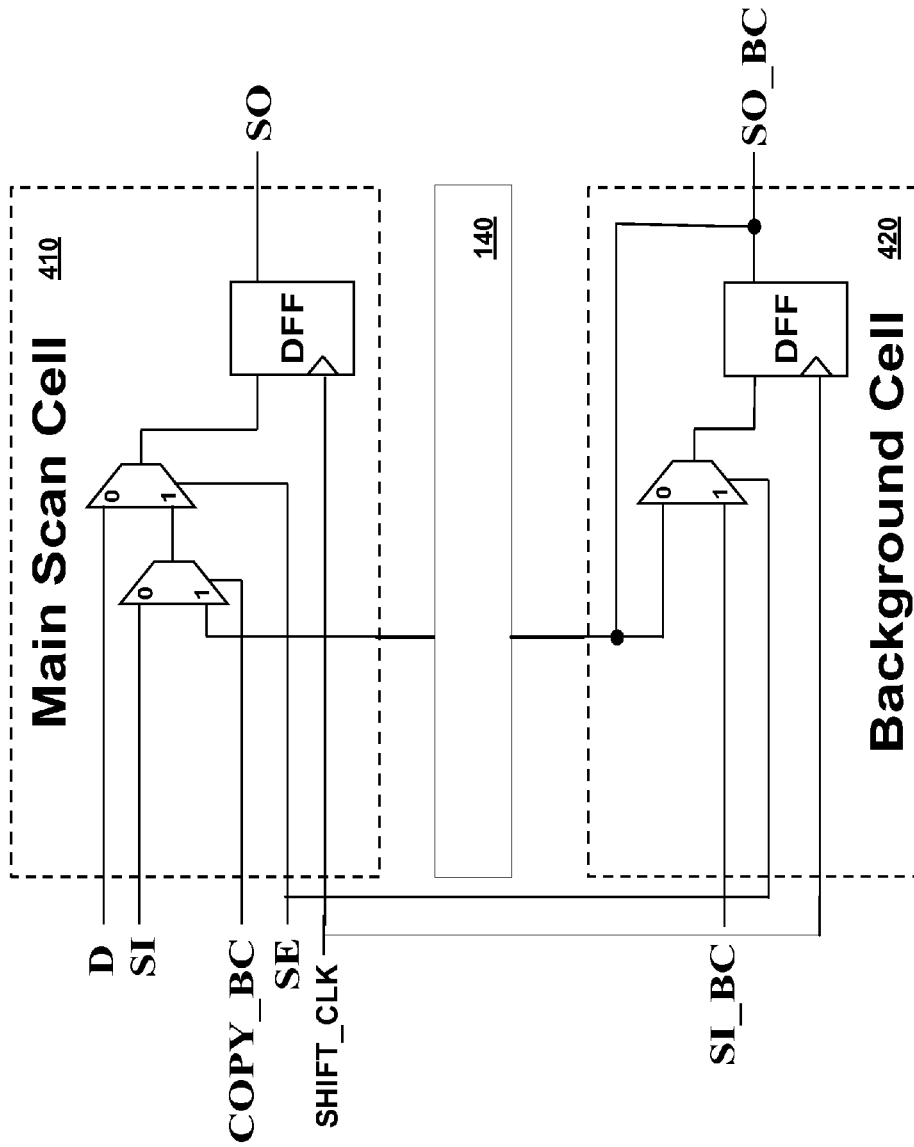 Main Scan Cell
410
D
SI
COPY_BC
SE
SHIFT_CLK
0
1
0
1
DFF
SO
140
Background Cell
420
SI_BC
0
1
DFF
SO_BC